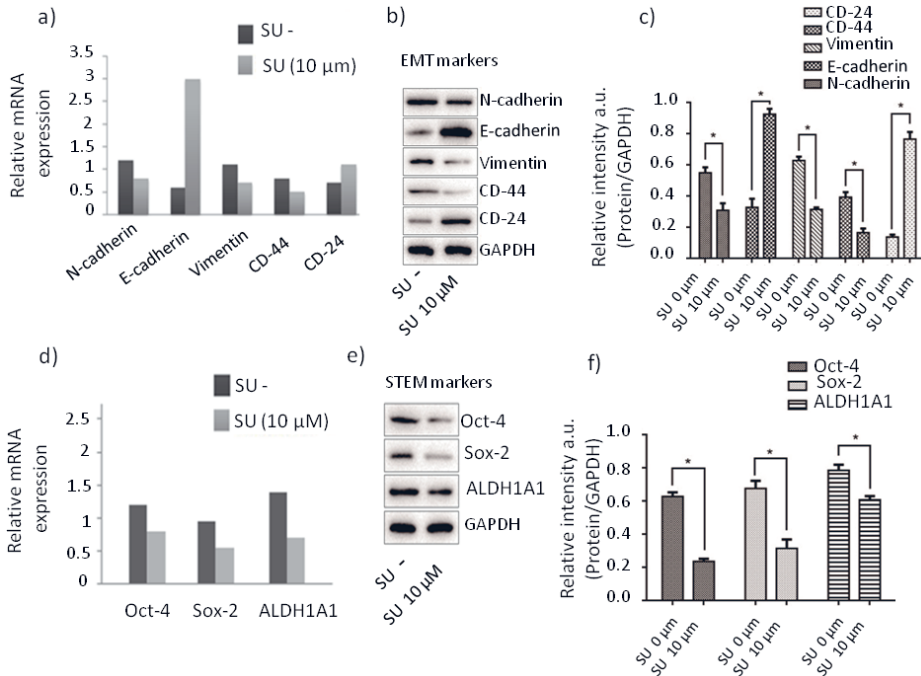 a)
SU -
SU (10 µm)
Relative mRNA
expression
3.5
3
2.5
2
1.5
1
0.5
0
N-cadherin
E-cadherin
Vimentin
CD-44
CD-24
b)
EMT markers
N-cadherin
E-cadherin
Vimentin
CD-44
CD-24
GAPDH
SU -
SU 10 µM
c)
CD-24
CD-44
Vimentin
E-cadherin
N-cadherin
Relative intensity a.u.
(Protein/GAPDH)
1.0
0.8
0.6
0.4
0.2
0.0
*
*
*
*
*
SU 0 µm
SU 10 µm
SU 0 µm
SU 10 µm
SU 0 µm
SU 10 µm
SU 0 µm
SU 10 µm
SU 0 µm
SU 10 µm
d)
SU -
SU (10 µM)
Relative mRNA
expression
2.5
2
1.5
1
0.5
0
Oct-4
Sox-2
ALDH1A1
e)
STEM markers
Oct-4
Sox-2
ALDH1A1
GAPDH
SU -
SU 10 µM
f)
Oct-4
Sox-2
ALDH1A1
Relative intensity a.u.
(Protein/GAPDH)
1.0
0.8
0.6
0.4
0.2
0.0
*
*
*
SU 0 µm
SU 10 µm
SU 0 µm
SU 10 µm
SU 0 µm
SU 10 µm